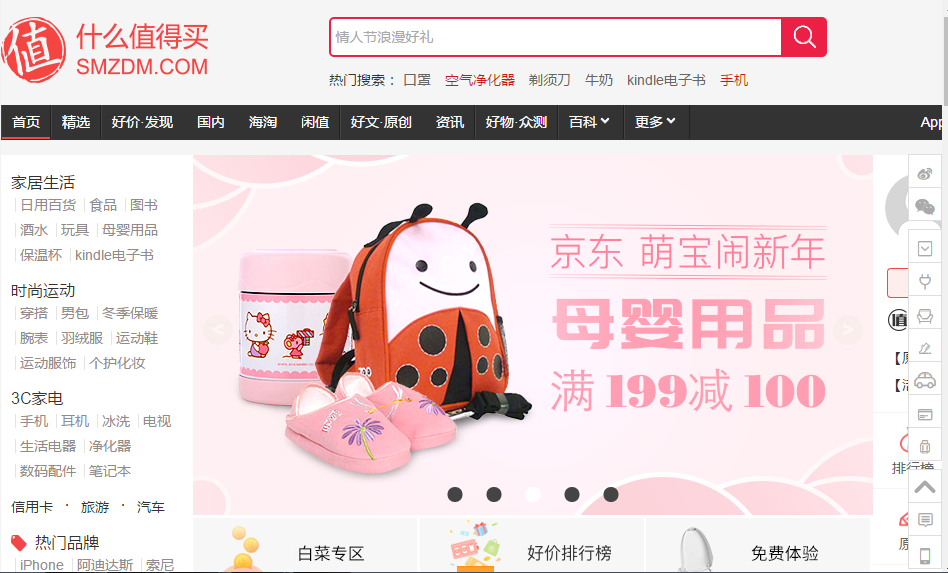 值 什么值得买
SMZDM.COM
情人节浪漫好礼
热门搜索： 口罩 空气净化器 剃须刀 牛奶 kindle电子书 手机
首页 精选 好价·发现 国内 海淘 闲值 好文·原创 资讯 好物·众测 百科 更多 App
家居生活
日用百货 食品 图书
酒水 玩具 母婴用品
保温杯 kindle电子书
时尚运动
穿搭 男包 冬季保暖
腕表 羽绒服 运动鞋
运动服饰 个护化妆
3C家电
手机 耳机 冰洗 电视
生活电器 净化器
数码配件 笔记本
信用卡 · 旅游 · 汽车
热门品牌
iPhone 阿迪达斯 索尼
京东 萌宝闹新年
母婴用品
满 199减 100
白菜专区 好价排行榜 免费体验
值
排行榜